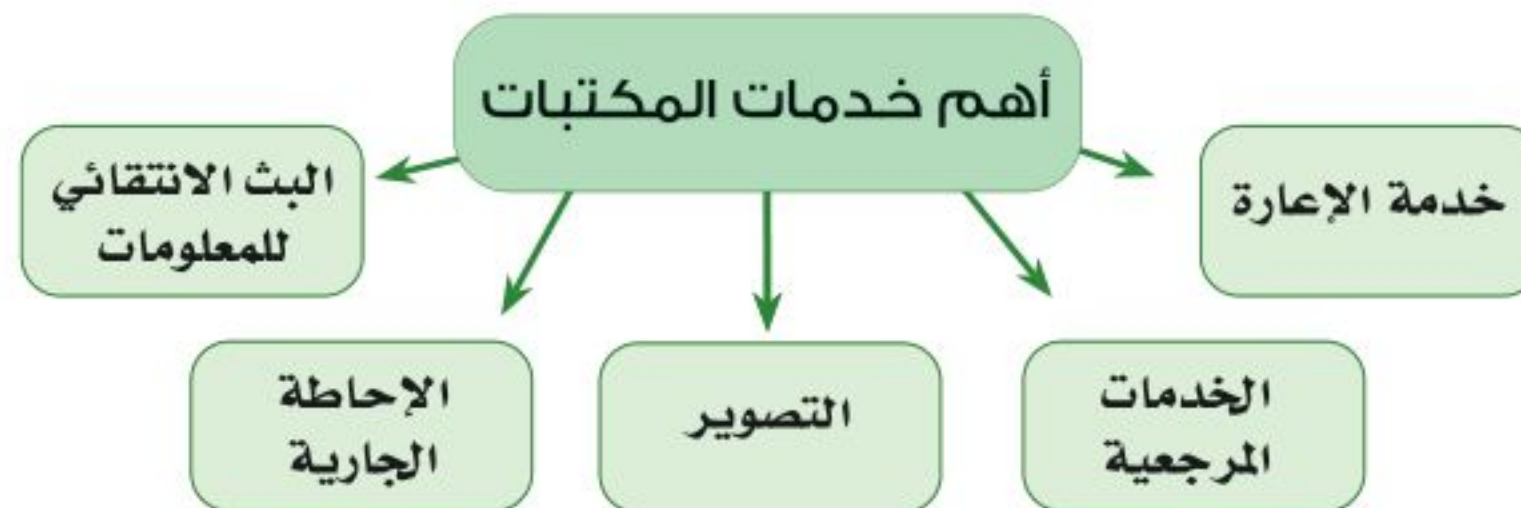 أهم خدمات المكتبات
خدمة الإعارة
الخدمات
المرجعية
التصوير
الإحاطة
الجارية
البث الانتقائي
للمعلومات